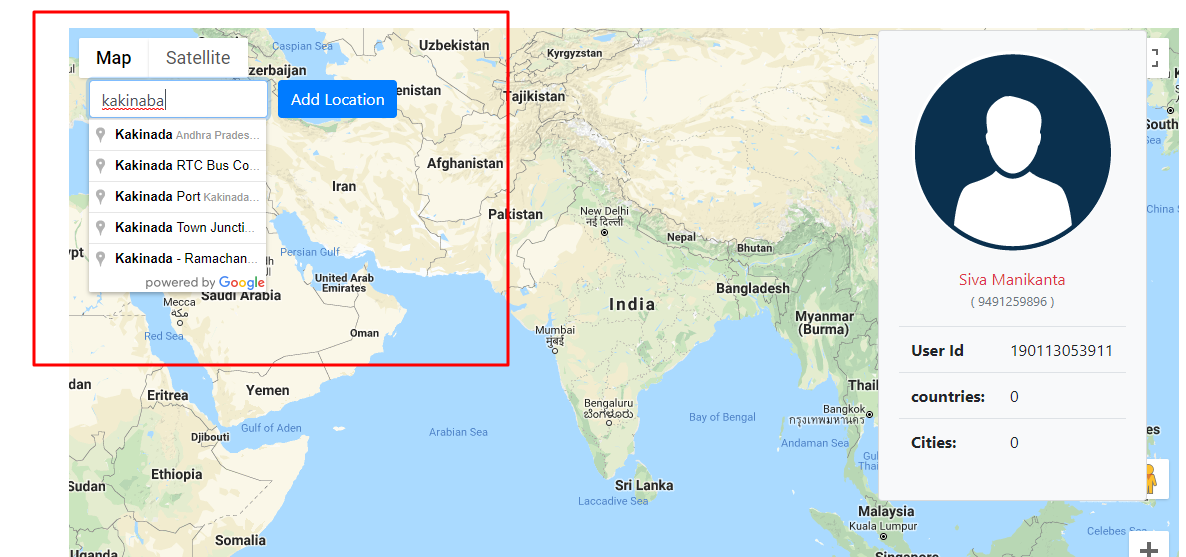 Map
Satellite
kakinaba
Add Location
Kakinada Andhra Prades...
Kakinada RTC Bus Co...
Kakinada Port Kakinada...
Kakinada Town Juncti...
Kakinada - Ramachan...
powered by Google
Caspian Sea
Uzbekistan
Kyrgyzstan
zerbaijan
enistan
Tajikistan
Afghanistan
Iran
Pakistan
New Delhi
नई दिल्ली
Nepal
Bhutan
ypt
Persian Gulf
United Arab
Emirates
Bangladesh
Saudi Arabia
Mecca
مكة
India
Myanmar
(Burma)
Red Sea
Oman
Mumbai
मुंबई
dan
Eritrea
Yemen
Thail
Bengaluru
ಬೆಂಗಳೂರು
Bangkok
กรุงเทพมหานคร
Bay of Bengal
Gulf of Aden
Arabian Sea
Djibouti
Andaman Sea
Gul
Thai
Ethiopia
Sudan
Sri Lanka
Laccadive Sea
Malaysia
Kuala Lumpur
Somalia
Uganda
Singapore
Celebes Sea
South
Sea
China S
es
Siva Manikanta
( 9491259896 )
User Id 190113053911
countries: 0
Cities: 0